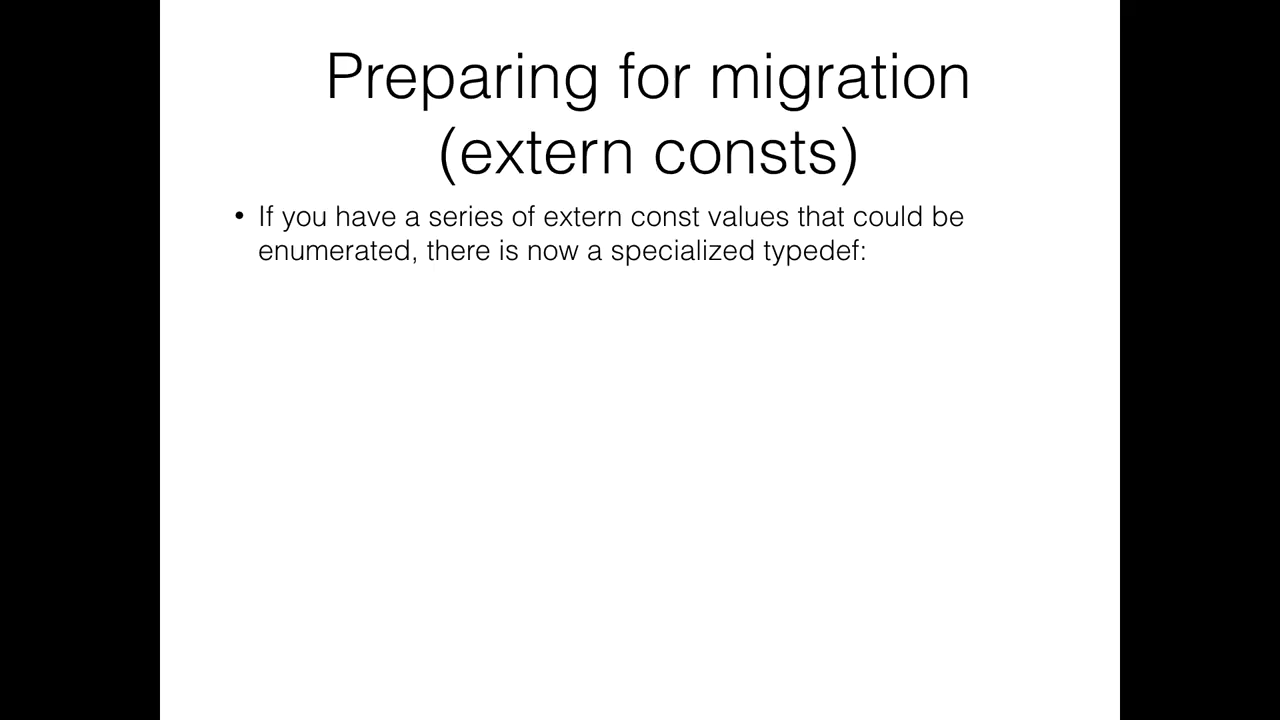 Preparing for migration
(extern consts)
• If you have a series of extern const values that could be
enumerated, there is now a specialized typedef: